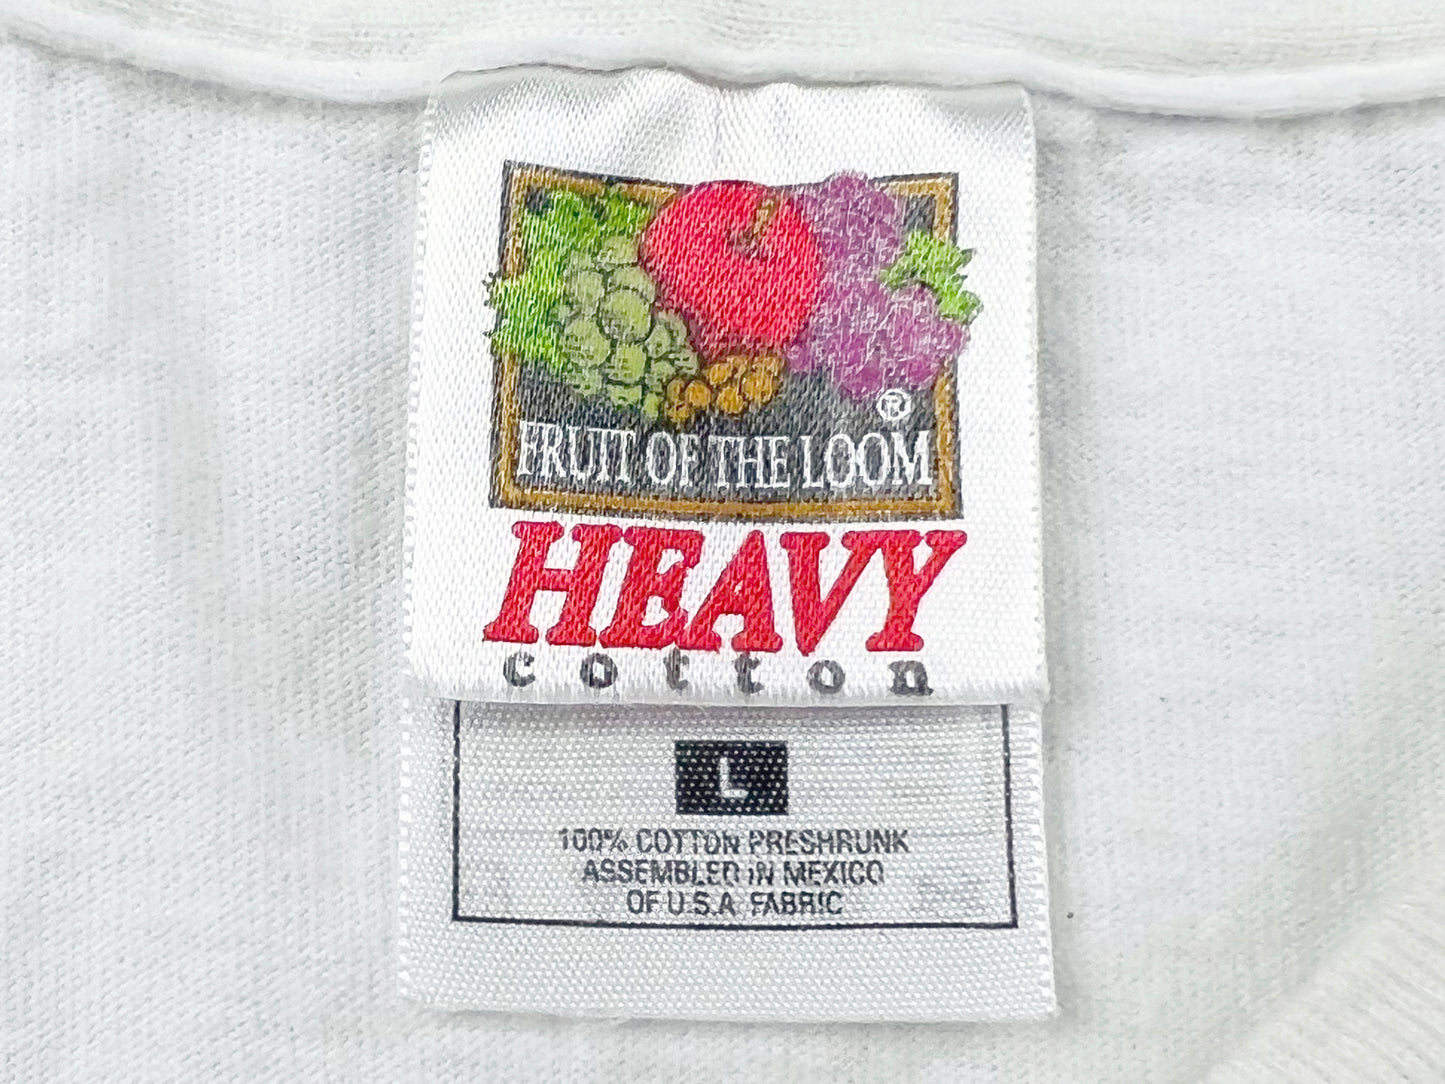 ®
FRUIT OF THE LOOM
HEAVY
cotton
L
100% COTTON PRESHRUNK
ASSEMBLED IN MEXICO
OF U.S.A. FABRIC